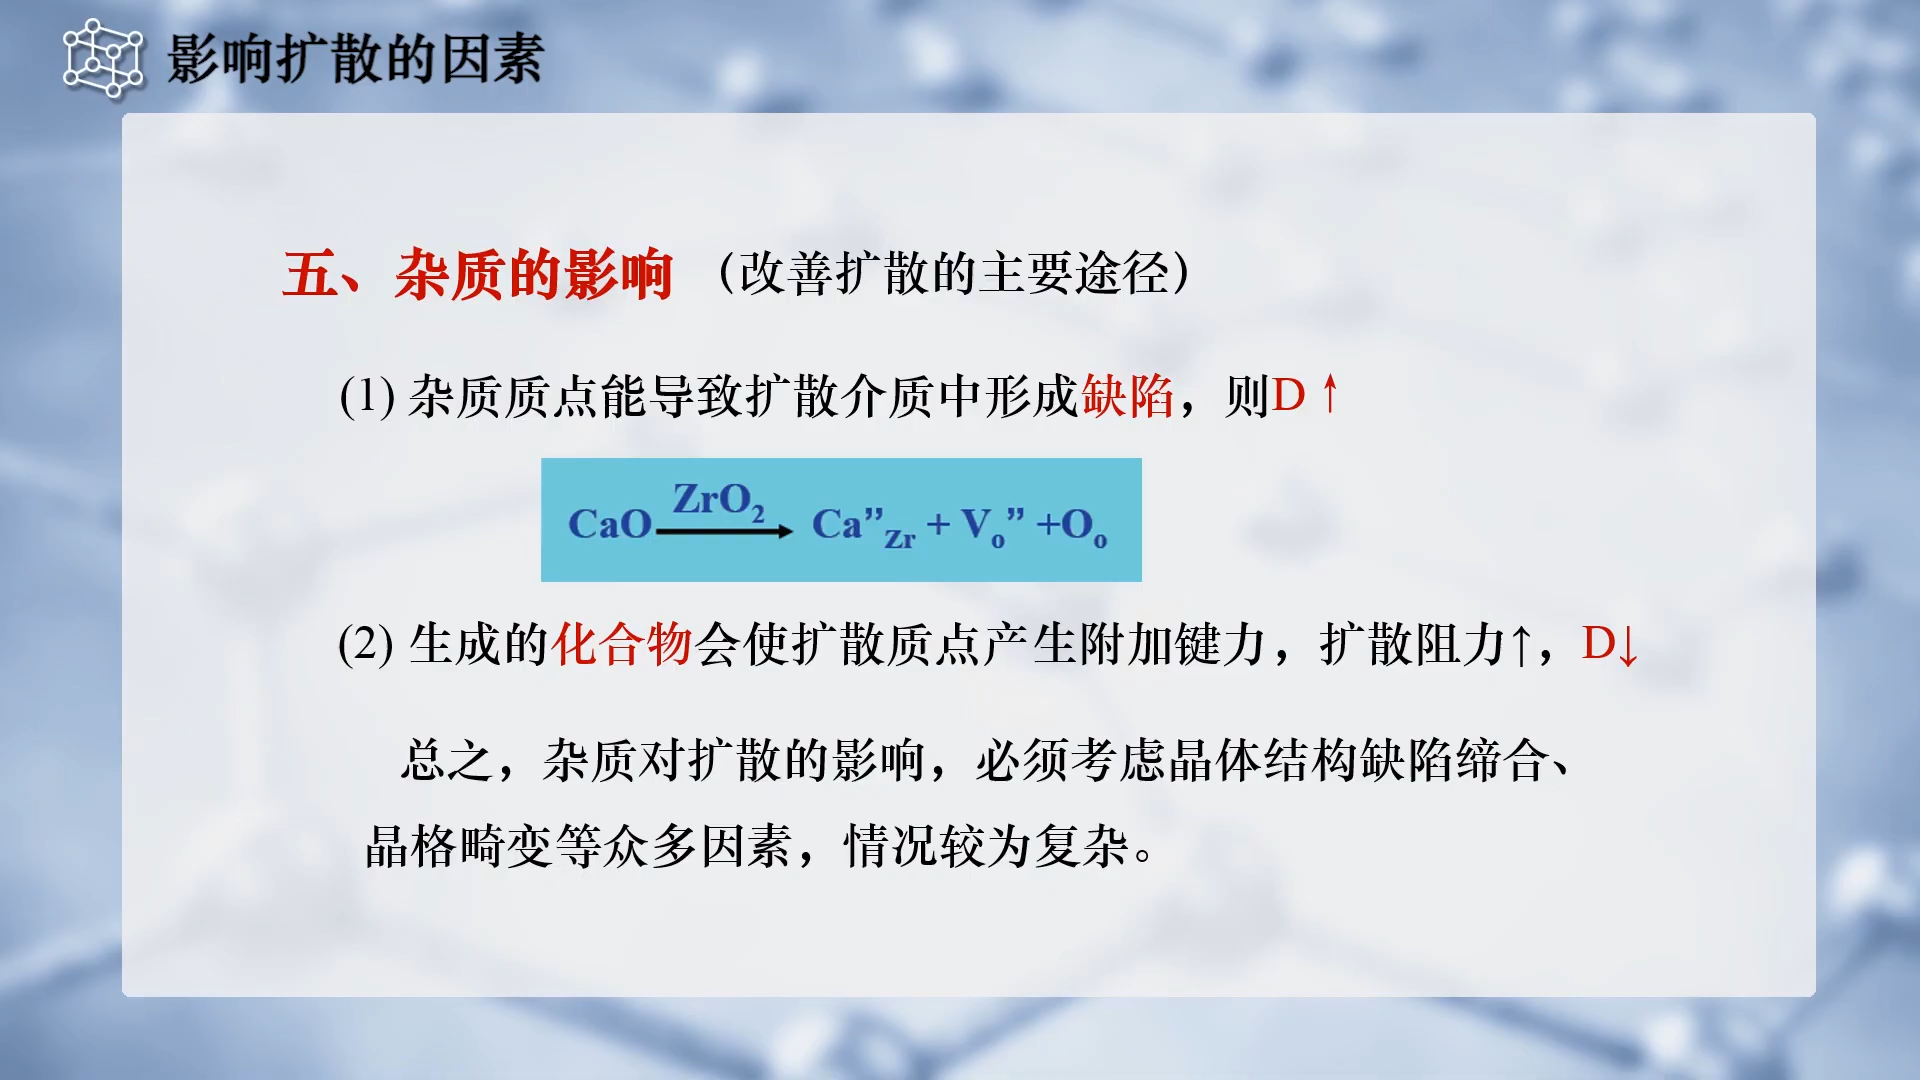 影响扩散的因素
五、杂质的影响（改善扩散的主要途径）
(1) 杂质质点能导致扩散介质中形成缺陷，则D↑
CaO ZrO₂ → Ca”Zr + Vo” +Oo
(2) 生成的化合物会使扩散质点产生附加键力，扩散阻力↑，D↓
总之，杂质对扩散的影响，必须考虑晶体结构缺陷缔合、
晶格畸变等众多因素，情况较为复杂。